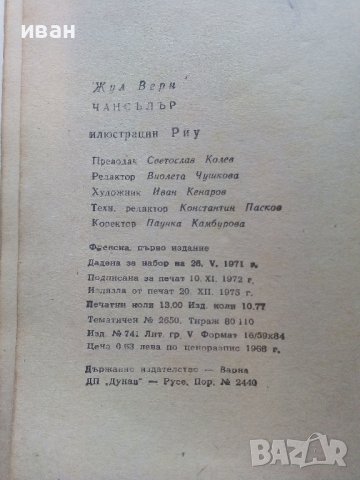 иван
Жул Верн
ЧАНСЪЛЪР
илюстрации Риу
Преводач Светослав Колев
Редактор Виолета Чушкова
Художник Иван Кенаров
Техн. редактор Константин Пасков
Коректор Паунка Камбурова
Френска, първо издание
Дадена за набор на 26. V. 1971 г.
Подписана за печат 10. XI. 1972 г.
Излязла от печат 20. XII. 1973 г.
Печатни коли 13.00 Изд. коли 10.77
Тематичен № 2650. Тираж 80 110
Изд. № 741 Лит гр. V Формат 16/59х84
Цена 0.63 лева по ценоразпис 1968 г.
Държавно издателство — Варна
ДП „Дунав" — Русе, Пор. № 2440
BAZAR.bg